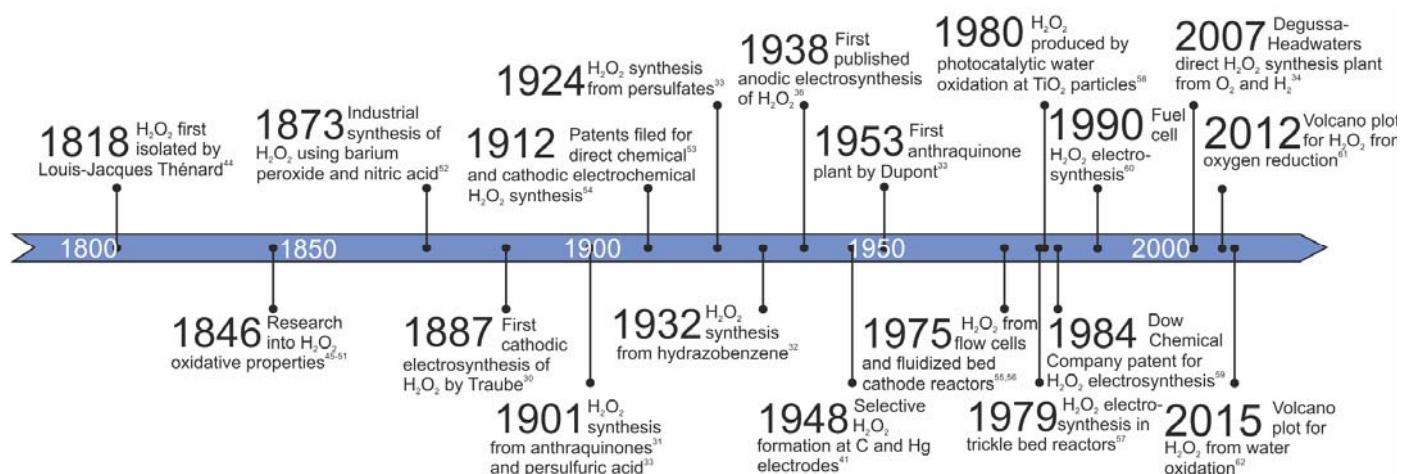 1818 H₂O₂ first
isolated by
Louis-Jacques Thénard⁴⁴
1873 Industrial
synthesis of
H₂O₂ using barium
peroxide and nitric acid⁵²
1924 H₂O₂ synthesis
from persulfates³³
1912 Patents filed for
direct chemical⁵³
and cathodic electrochemical
H₂O₂ synthesis⁵⁴
1938 First
published
anodic electrosynthesis
of H₂O₂³⁶
1953 First
anthraquinone
plant by Dupont³³
1980 H₂O₂
produced by
photocatalytic water
oxidation at TiO₂ particles⁵⁸
1990 Fuel
cell
H₂O₂ electro-
synthesis⁶⁰
2007 Degussa-
Headwaters
direct H₂O₂ synthesis plant
from O₂ and H₂³⁴
2012 Volcano plot
for H₂O₂ from
oxygen reduction⁶¹
1800 1850 1900 1950 2000
1846 Research
into H₂O₂
oxidative properties⁴⁵⁻⁵¹
1887 First
cathodic
electrosynthesis of
H₂O₂ by Traube³⁰
1901 H₂O₂
synthesis
from anthraquinones³¹
and persulfuric acid³³
1932 H₂O₂
synthesis
from hydrazobenzene³²
1948 Selective
H₂O₂
formation at C and Hg
electrodes⁴¹
1975 H₂O₂ from
flow cells
and fluidized bed
cathode reactors⁵⁵,⁵⁶
1979 H₂O₂ electro-
synthesis in
trickle bed reactors⁵⁷
1984 Dow
Chemical
Company patent for
H₂O₂ electrosynthesis⁵⁹
2015 Volcano
plot for
H₂O₂ from water
oxidation⁶²